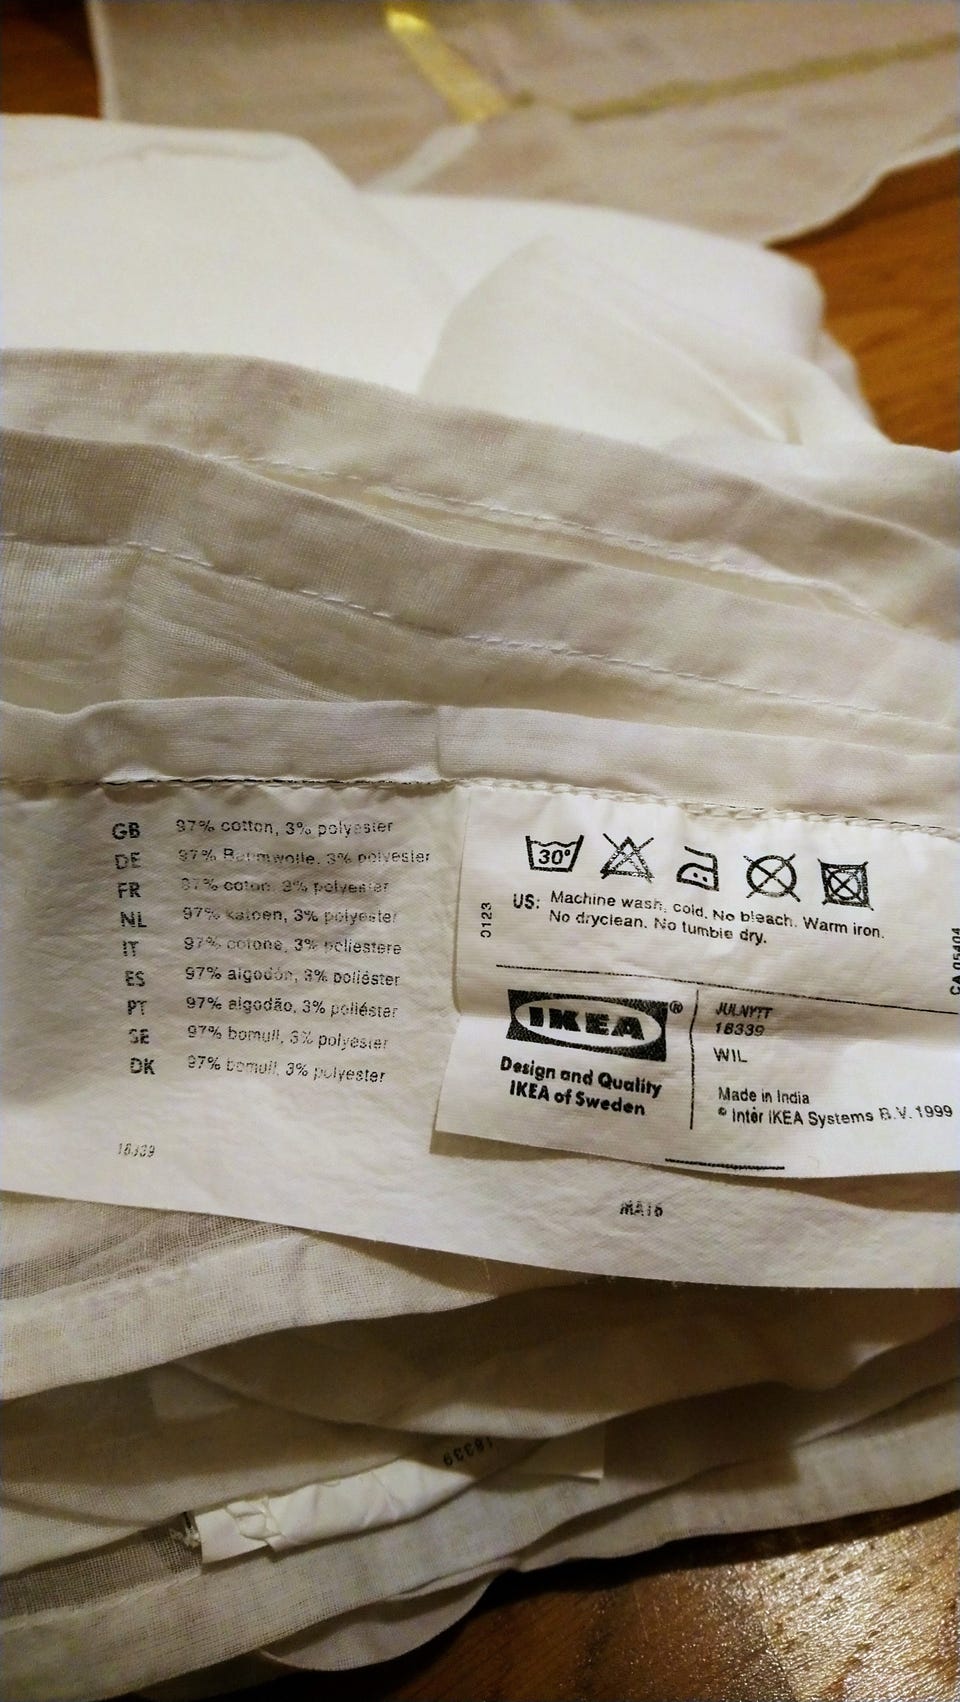 GB 97% cotton, 3% polyester
DE 97% Baumwolle, 3% polyester
FR 97% coton, 3% polyester
NL 97% katoen, 3% polyester
IT 97% cotone, 3% poliestere
ES 97% algodón, 3% poliéster
PT 97% algodão, 3% poliéster
SE 97% bomull, 3% polyester
DK 97% bomull, 3% polyester
18339
30°
0123
US: Machine wash, cold. No bleach. Warm iron.
No dryclean. No tumble dry.
CA 05404
IKEA®
Design and Quality
IKEA of Sweden
JULNYTT
18339
WIL
Made in India
© Inter IKEA Systems B.V. 1999
18339